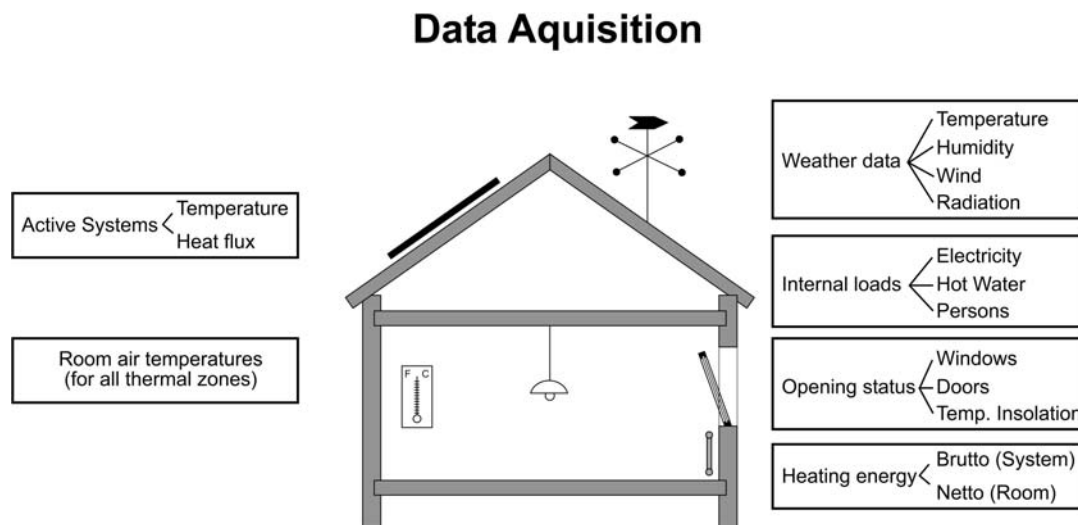 Data Aquisition
Active Systems
Temperature
Heat flux
Room air temperatures
(for all thermal zones)
F C
Weather data
Temperature
Humidity
Wind
Radiation
Internal loads
Electricity
Hot Water
Persons
Opening status
Windows
Doors
Temp. Insolation
Heating energy
Brutto (System)
Netto (Room)